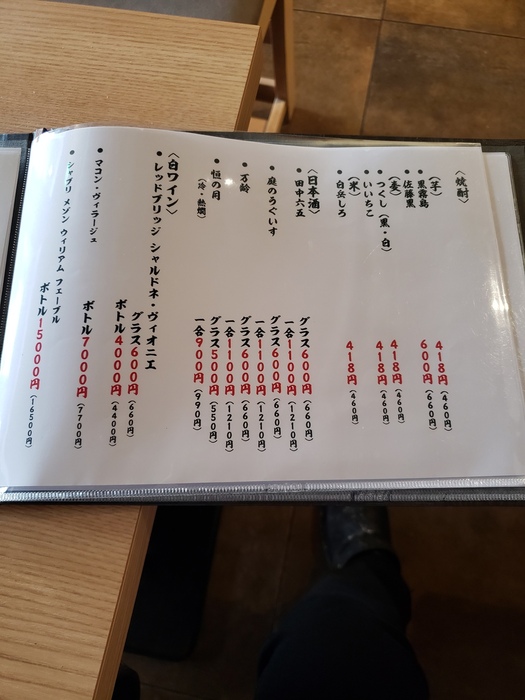 〈焼酎〉
(芋)
・黒霧島 418円(460円)
・佐藤黒 600円(660円)
(麦)
・つくし(黒・白) 418円(460円)
・いいちこ 418円(460円)
(米)
・白岳しろ 418円(460円)
〈日本酒〉
・田中六五 グラス600円(660円)
一合1100円(1210円)
・庭のうぐいす グラス600円(660円)
一合1100円(1210円)
・万齢 グラス600円(660円)
一合1100円(1210円)
・恒の月 グラス500円(550円)
(冷・熱燗) 一合900円(990円)
〈白ワイン〉
・レッドブリッジ シャルドネ・ヴィオニエ
グラス600円(660円)
ボトル4000円(4400円)
・マコン・ヴィラージュ
ボトル7000円(7700円)
・シャブリ メゾン ウィリアム フェーブル
ボトル15000円(16500円)